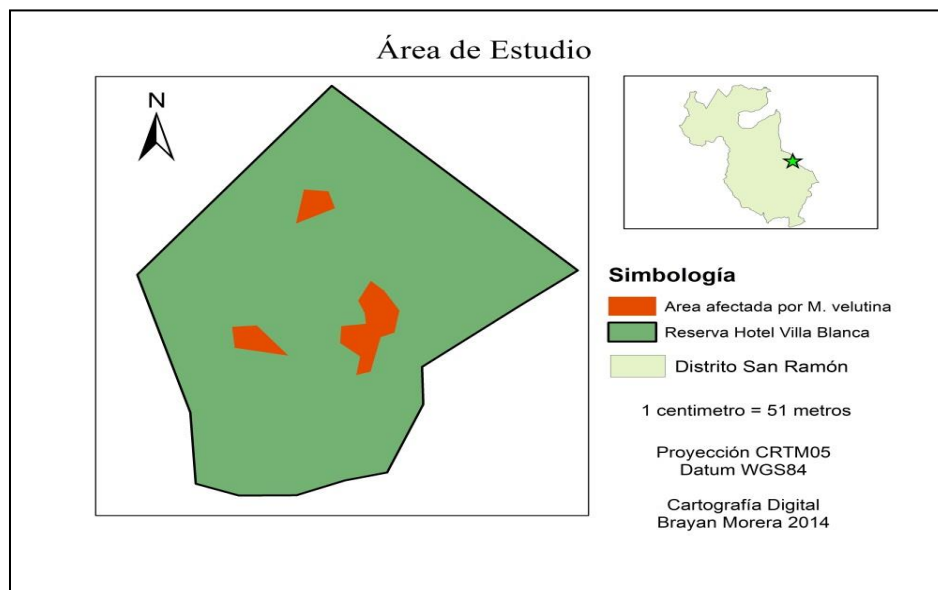 Área de Estudio
N
Simbología
Area afectada por M. velutina
Reserva Hotel Villa Blanca
Distrito San Ramón
1 centimetro = 51 metros
Proyección CRTM05
Datum WGS84
Cartografía Digital
Brayan Morera 2014